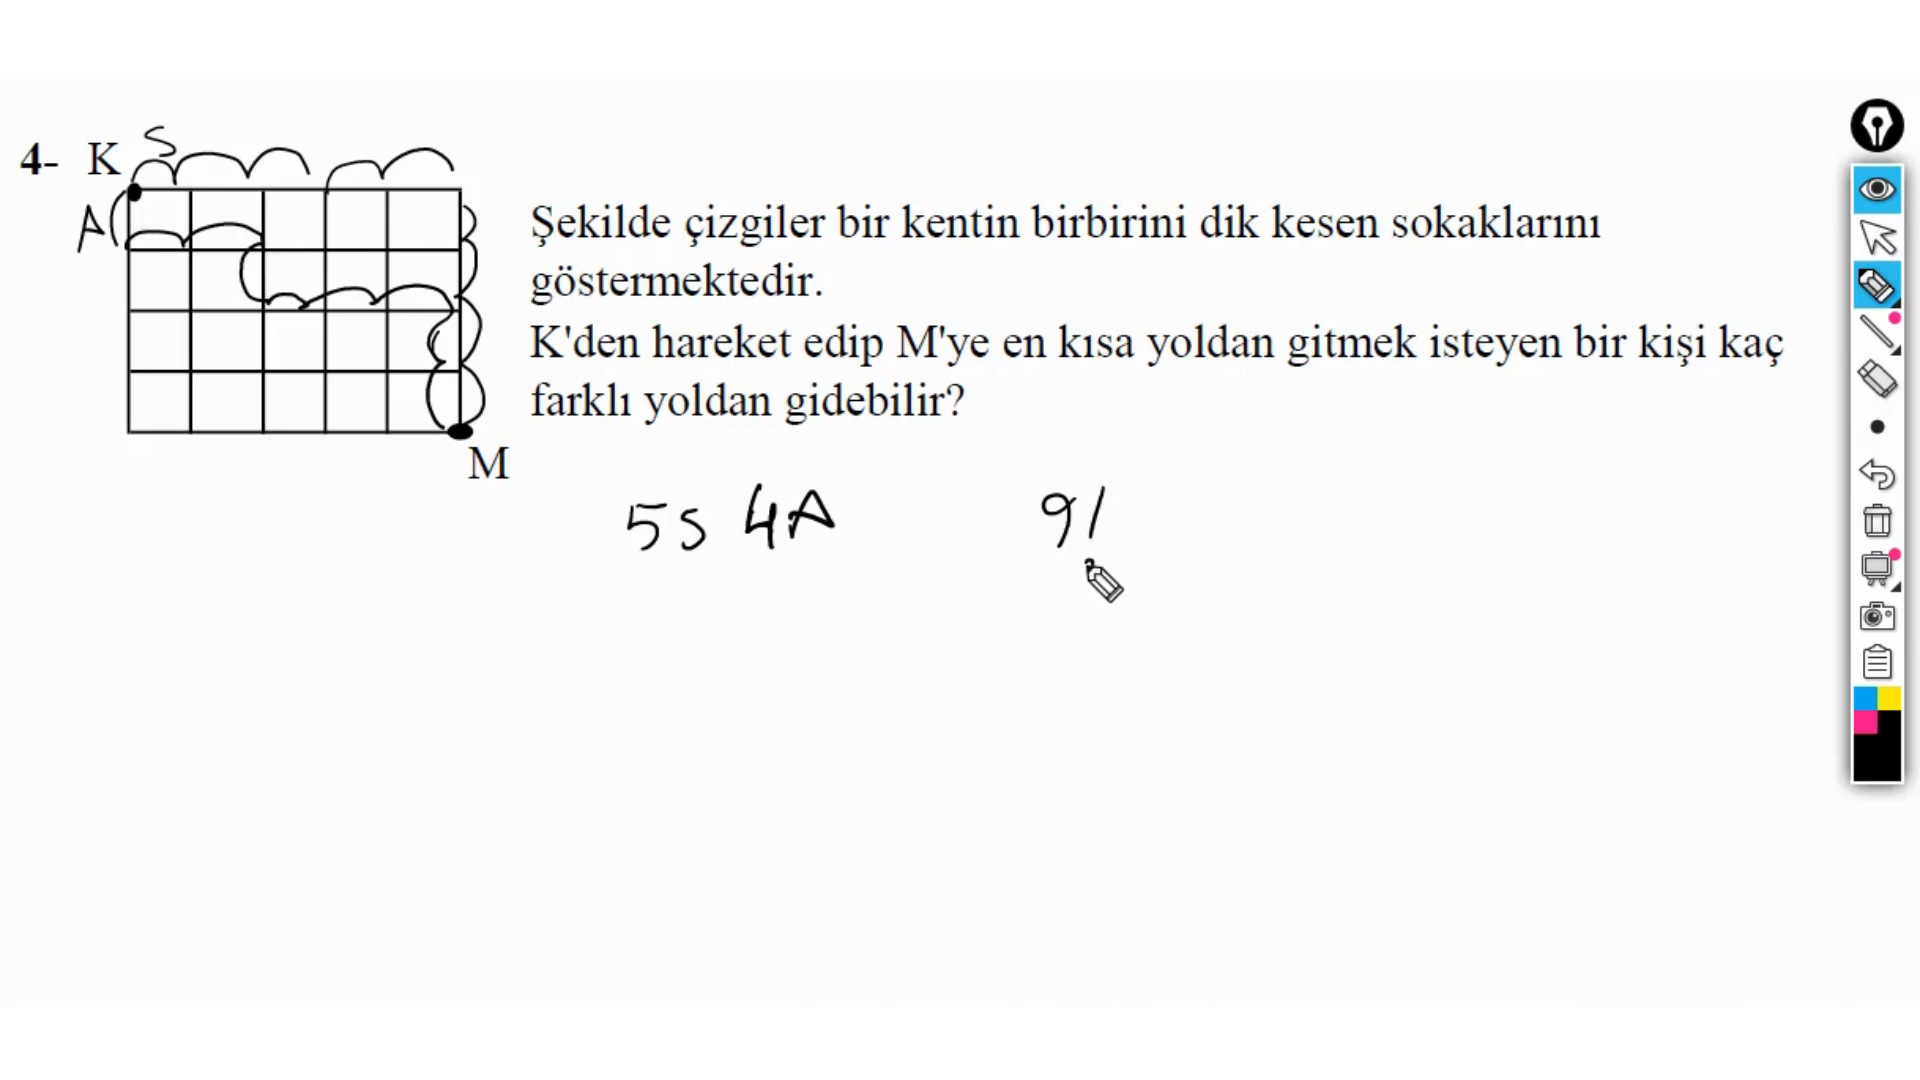 S
4- K
A
Şekilde çizgiler bir kentin birbirini dik kesen sokaklarını
göstermektedir.
K'den hareket edip M'ye en kısa yoldan gitmek isteyen bir kişi kaç
farklı yoldan gidebilir?
M
5S 4A 9!